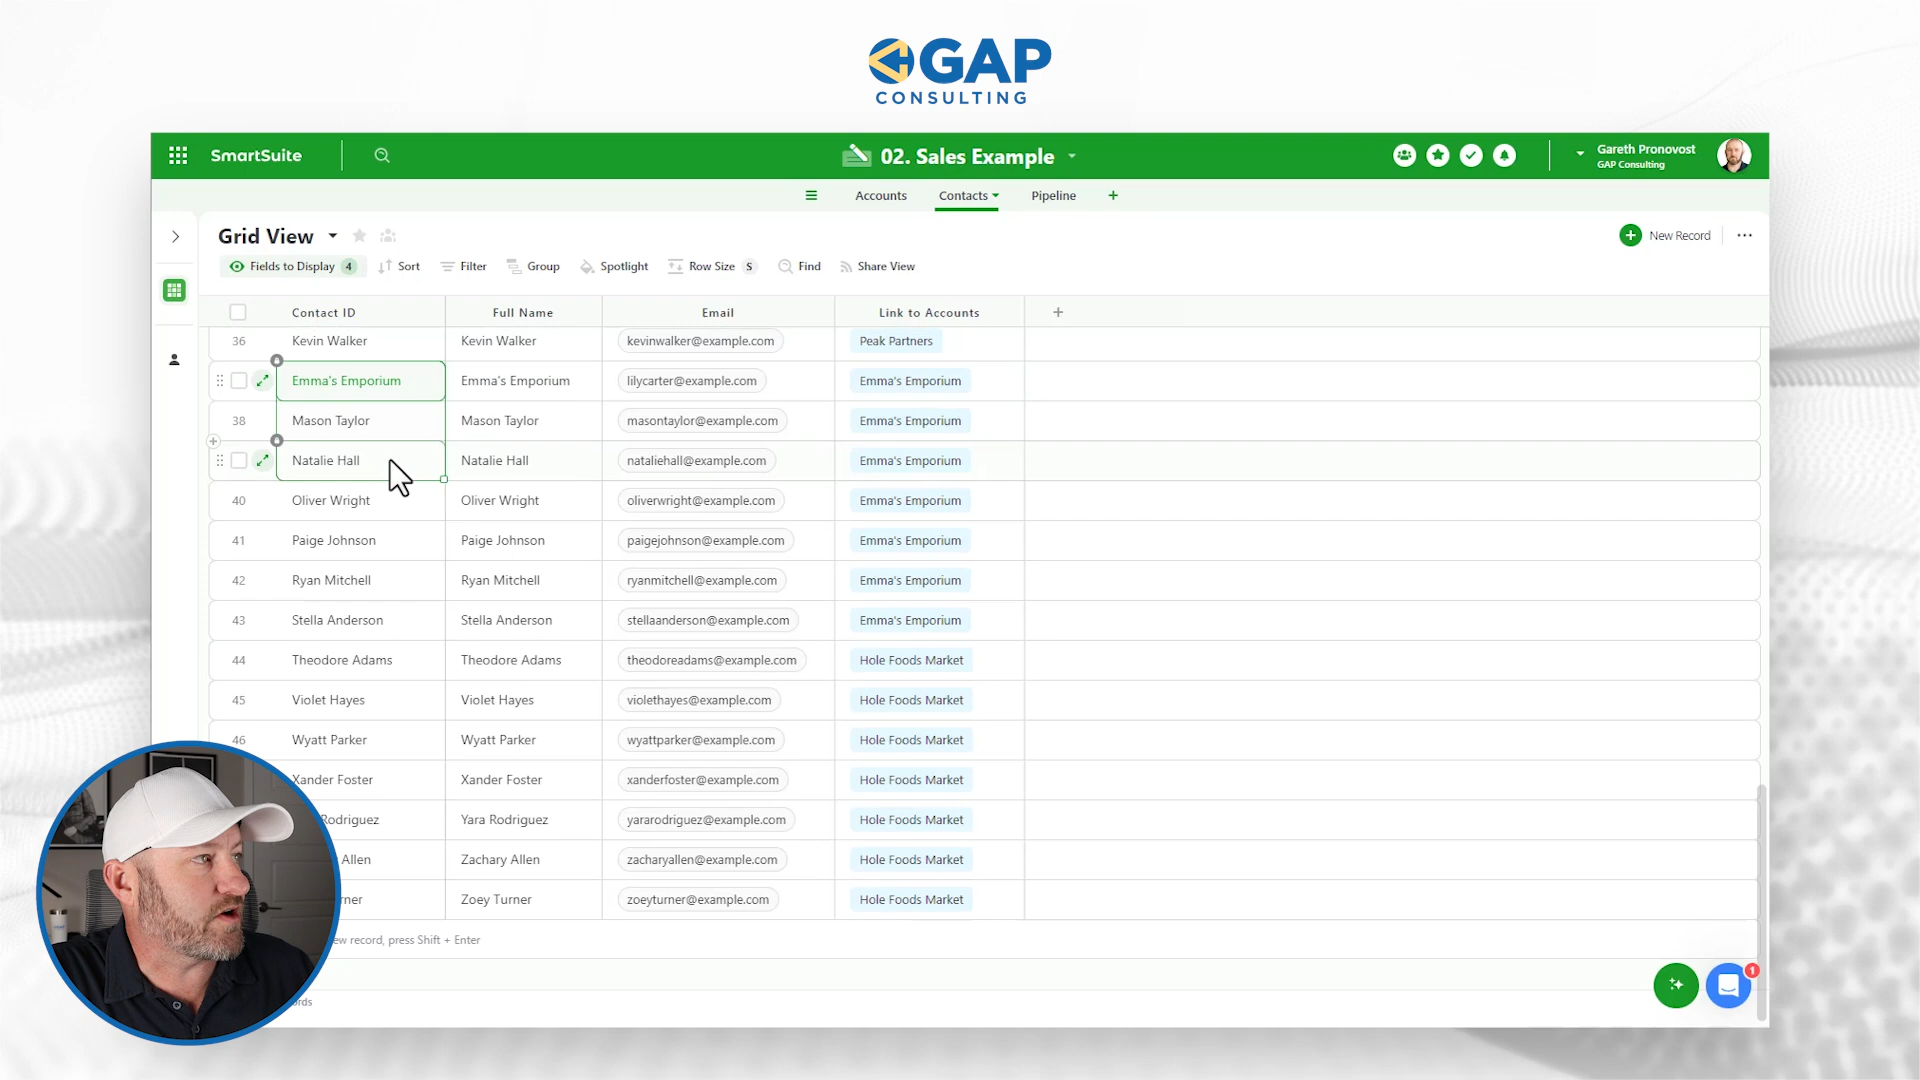 GAP
CONSULTING
SmartSuite
02. Sales Example
Gareth Pronovost
GAP Consulting
Accounts
Contacts
Pipeline
Grid View
New Record
Fields to Display 4
Sort
Filter
Group
Spotlight
Row Size S
Find
Share View
Contact ID Full Name Email Link to Accounts
36 Kevin Walker Kevin Walker kevinwalker@example.com Peak Partners
Emma's Emporium Emma's Emporium lilycarter@example.com Emma's Emporium
38 Mason Taylor Mason Taylor masontaylor@example.com Emma's Emporium
Natalie Hall Natalie Hall nataliehall@example.com Emma's Emporium
40 Oliver Wright Oliver Wright oliverwright@example.com Emma's Emporium
41 Paige Johnson Paige Johnson paigejohnson@example.com Emma's Emporium
42 Ryan Mitchell Ryan Mitchell ryanmitchell@example.com Emma's Emporium
43 Stella Anderson Stella Anderson stellaanderson@example.com Emma's Emporium
44 Theodore Adams Theodore Adams theodoreadams@example.com Hole Foods Market
45 Violet Hayes Violet Hayes violethayes@example.com Hole Foods Market
46 Wyatt Parker Wyatt Parker wyattparker@example.com Hole Foods Market
Xander Foster Xander Foster xanderfoster@example.com Hole Foods Market
Rodriguez Yara Rodriguez yararodriguez@example.com Hole Foods Market
Allen Zachary Allen zacharyallen@example.com Hole Foods Market
Zoey Turner zoeyturner@example.com Hole Foods Market
record, press Shift + Enter
1